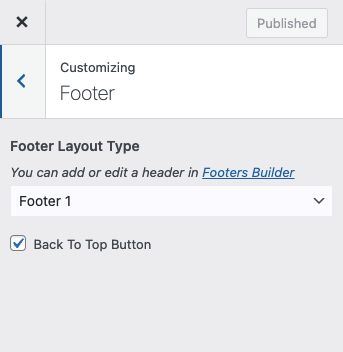 Published
Customizing
Footer
Footer Layout Type
You can add or edit a header in Footers Builder
Footer 1
Back To Top Button